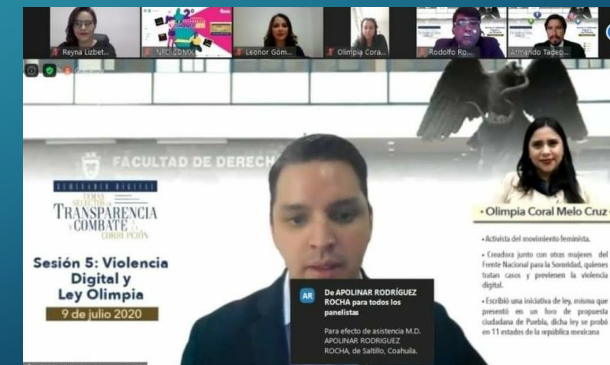 Reyna Lizbet...
Leonor Góm...
Olimpia Cora...
Rodolfo Ro...
Armando Tadeo...
FACULTAD DE DERECH
SEMINARIO DIGITAL
TEMAS
SELECTOS DE
TRANSPARENCIA
Y COMBATE A LA
CORRUPCIÓN
Sesión 5: Violencia
Digital y
Ley Olimpia
9 de julio 2020
AR
De APOLINAR RODRÍGUEZ
ROCHA para todos los
panelistas
Para efecto de asistencia M.D.
APOLINAR RODRIGUEZ
ROCHA, de Saltillo, Coahuila.
• Olimpia Coral Melo Cruz •
• Activista del movimiento feminista.
• Creadora junto con otras mujeres del
Frente Nacional para la Sororidad, quienes
tratan casos y previenen la violencia
digital.
• Escribió una iniciativa de ley, misma que
presentó en un foro de propuesta
ciudadana de Puebla, dicha ley se probó
en 11 estados de la república mexicana